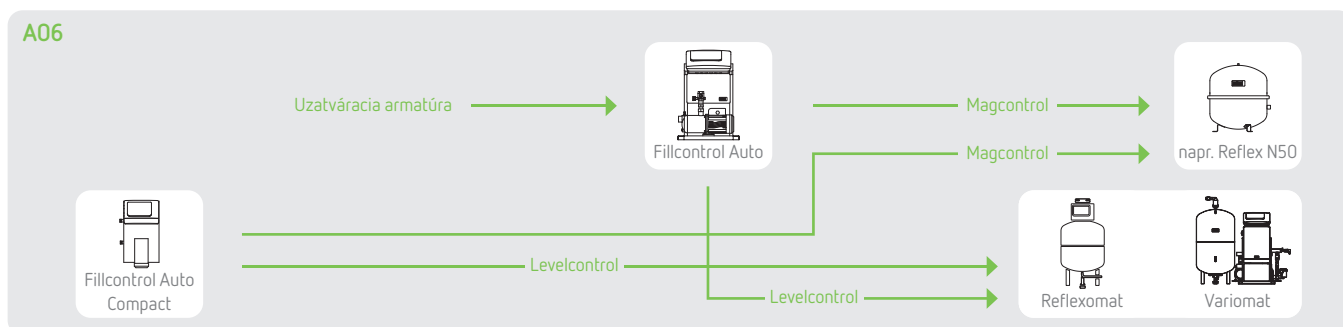 A06
Uzatváracia armatúra
Fillcontrol Auto
Magcontrol
Magcontrol
napr. Reflex N50
Fillcontrol Auto
Compact
Levelcontrol
Levelcontrol
Reflexomat
Variomat